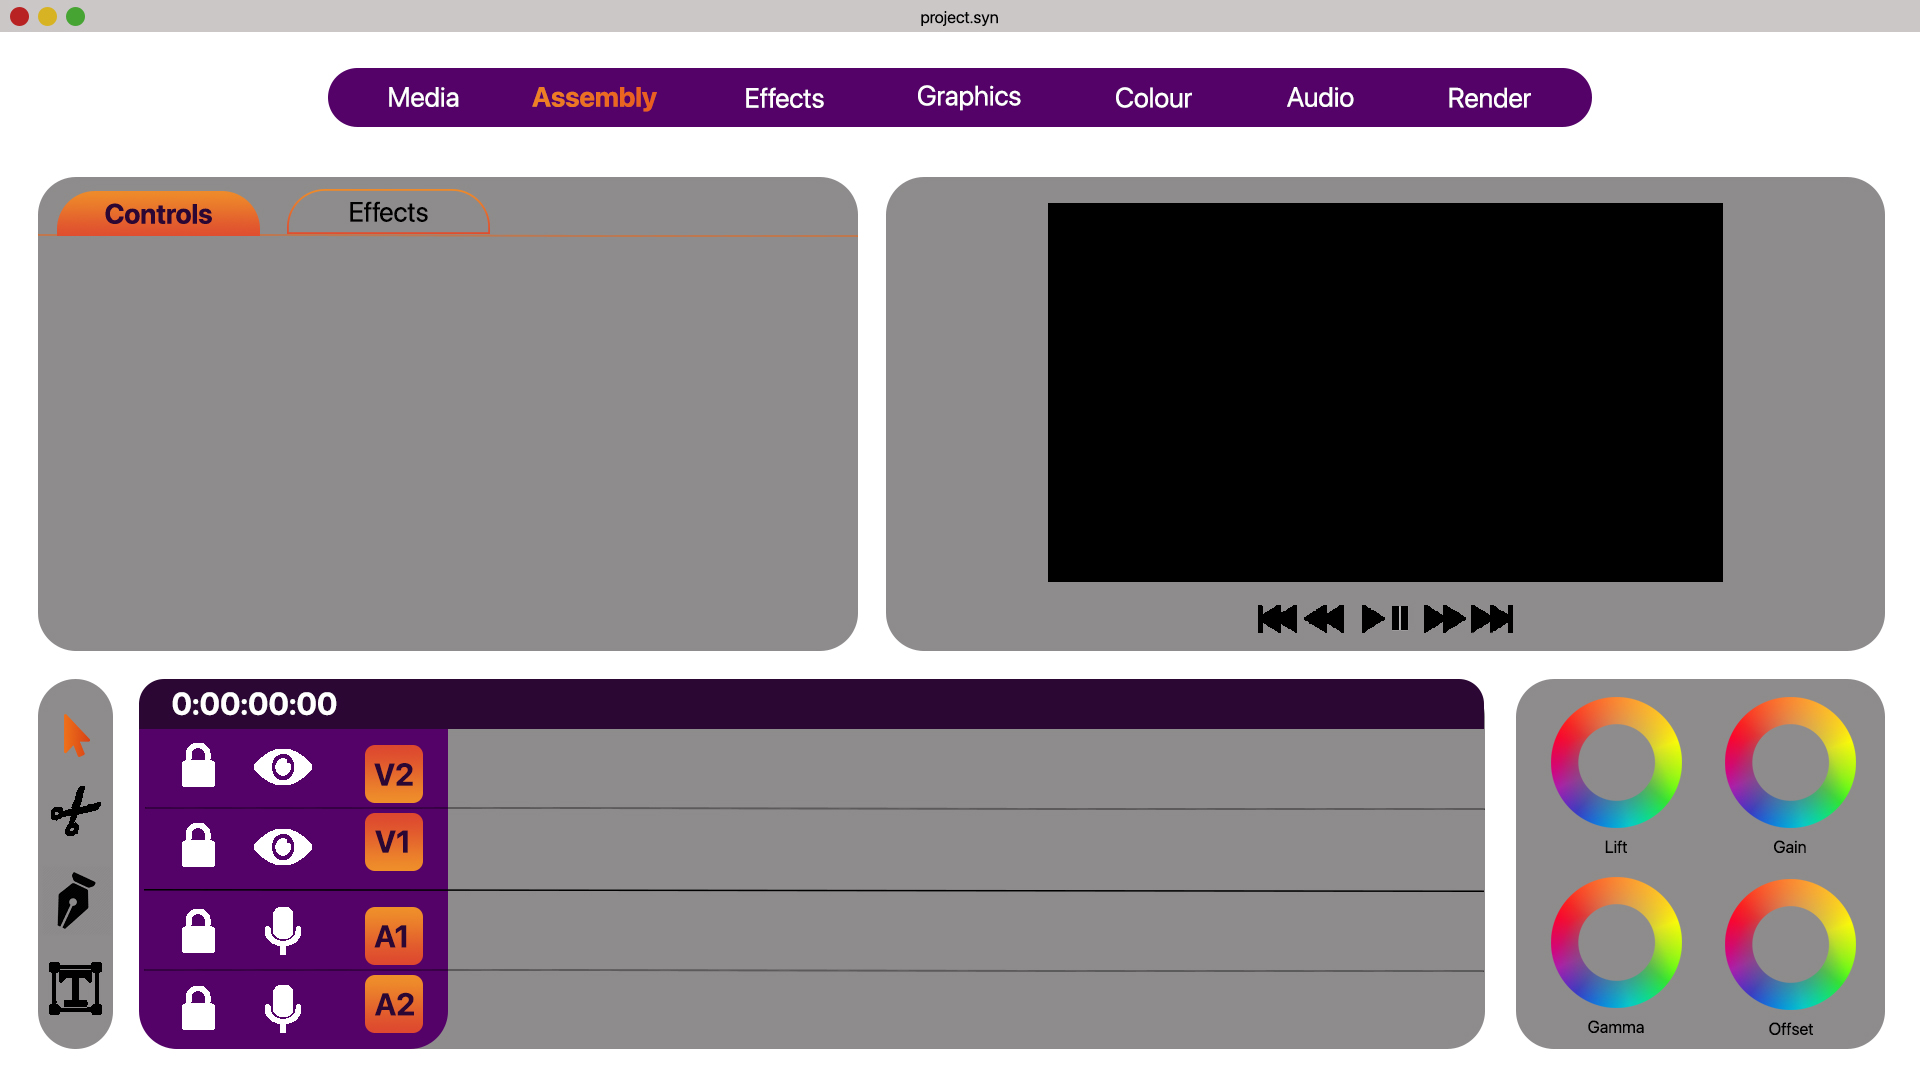 project.syn
Media Assembly Effects Graphics Colour Audio Render
Controls Effects
0:00:00:00
V2
V1
A1
A2
T
Lift Gain
Gamma Offset